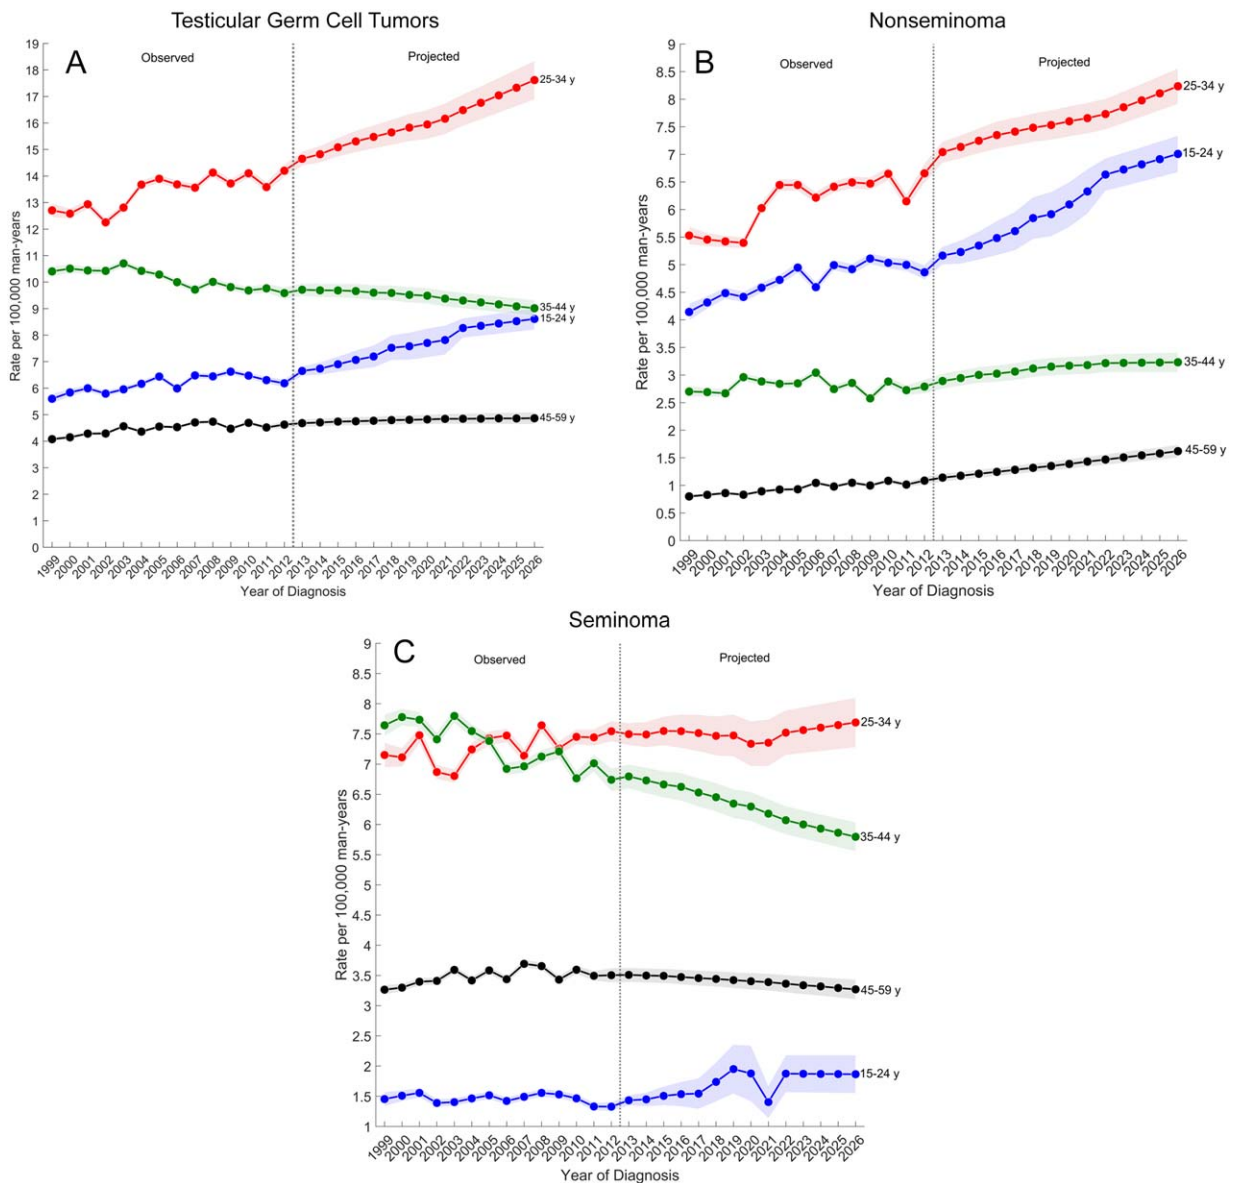 Testicular Germ Cell Tumors
A
Observed
Projected
19
18
17
16
15
14
13
12
11
10
9
8
7
6
5
4
3
2
1
0
Rate per 100,000 man-years
25-34 y
35-44 y
15-24 y
45-59 y
1999 2000 2001 2002 2003 2004 2005 2006 2007 2008 2009 2010 2011 2012 2013 2014 2015 2016 2017 2018 2019 2020 2021 2022 2023 2024 2025 2026
Year of Diagnosis
Nonseminoma
B
Observed
Projected
9
8.5
8
7.5
7
6.5
6
5.5
5
4.5
4
3.5
3
2.5
2
1.5
1
0.5
0
Rate per 100,000 man-years
25-34 y
15-24 y
35-44 y
45-59 y
1999 2000 2001 2002 2003 2004 2005 2006 2007 2008 2009 2010 2011 2012 2013 2014 2015 2016 2017 2018 2019 2020 2021 2022 2023 2024 2025 2026
Year of Diagnosis
Seminoma
C
Observed
Projected
9
8.5
8
7.5
7
6.5
6
5.5
5
4.5
4
3.5
3
2.5
2
1.5
1
Rate per 100,000 man-years
25-34 y
35-44 y
45-59 y
15-24 y
1999 2000 2001 2002 2003 2004 2005 2006 2007 2008 2009 2010 2011 2012 2013 2014 2015 2016 2017 2018 2019 2020 2021 2022 2023 2024 2025 2026
Year of Diagnosis